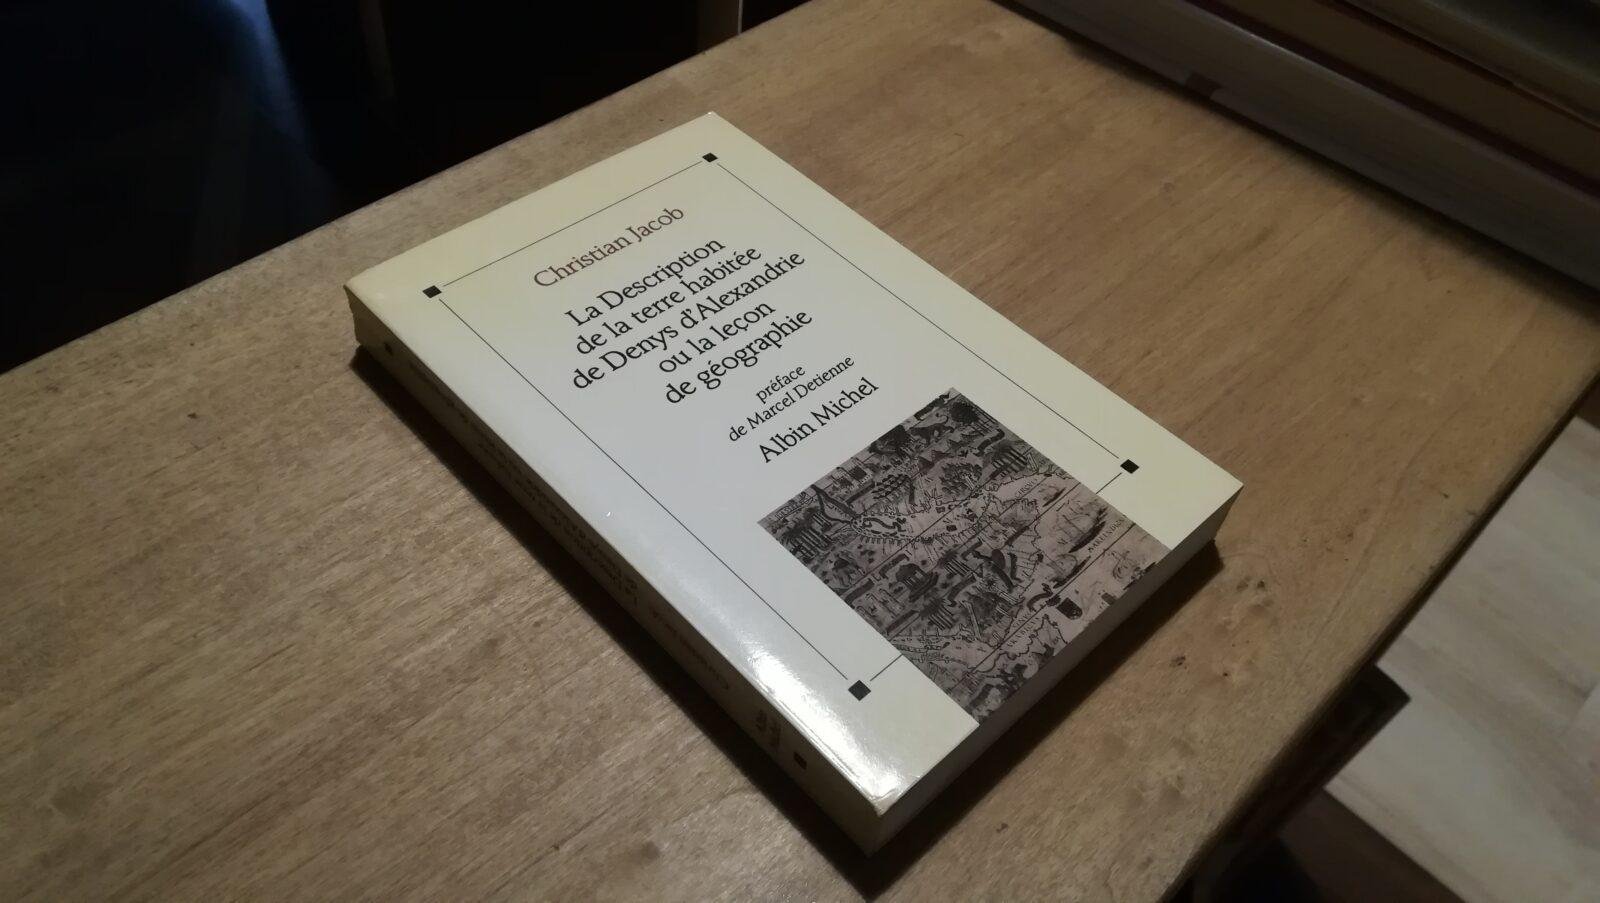 Christian Jacob
La Description
de la terre habitée
de Denys d'Alexandrie
ou la leçon
de géographie
préface
de Marcel Detienne
Albin Michel